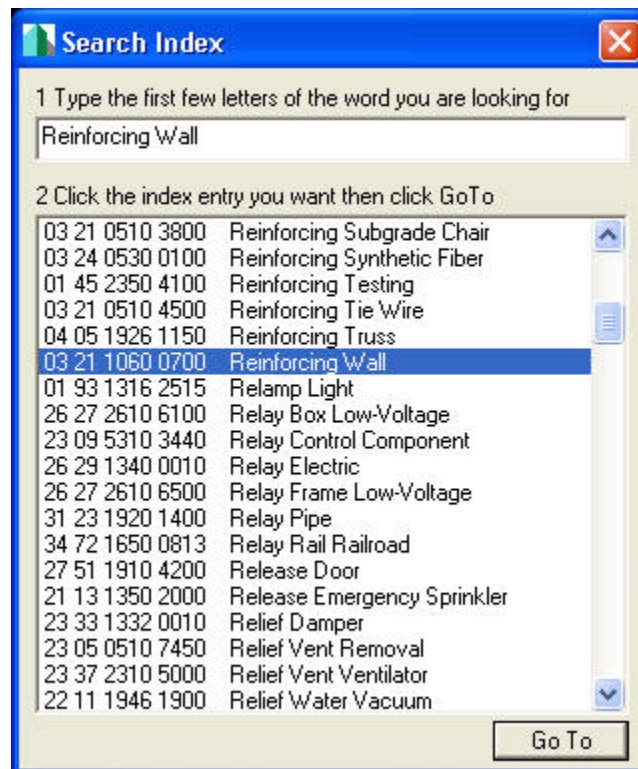 Search Index
1 Type the first few letters of the word you are looking for
Reinforcing Wall
2 Click the index entry you want then click GoTo
03 21 0510 3800 Reinforcing Subgrade Chair
03 24 0530 0100 Reinforcing Synthetic Fiber
01 45 2350 4100 Reinforcing Testing
03 21 0510 4500 Reinforcing Tie Wire
04 05 1926 1150 Reinforcing Truss
03 21 1060 0700 Reinforcing Wall
01 93 1316 2515 Relamp Light
26 27 2610 6100 Relay Box Low-Voltage
23 09 5310 3440 Relay Control Component
26 29 1340 0010 Relay Electric
26 27 2610 6500 Relay Frame Low-Voltage
31 23 1920 1400 Relay Pipe
34 72 1650 0813 Relay Rail Railroad
27 51 1910 4200 Release Door
21 13 1350 2000 Release Emergency Sprinkler
23 33 1332 0010 Relief Damper
23 05 0510 7450 Relief Vent Removal
23 37 2310 5000 Relief Vent Ventilator
22 11 1946 1900 Relief Water Vacuum
Go To